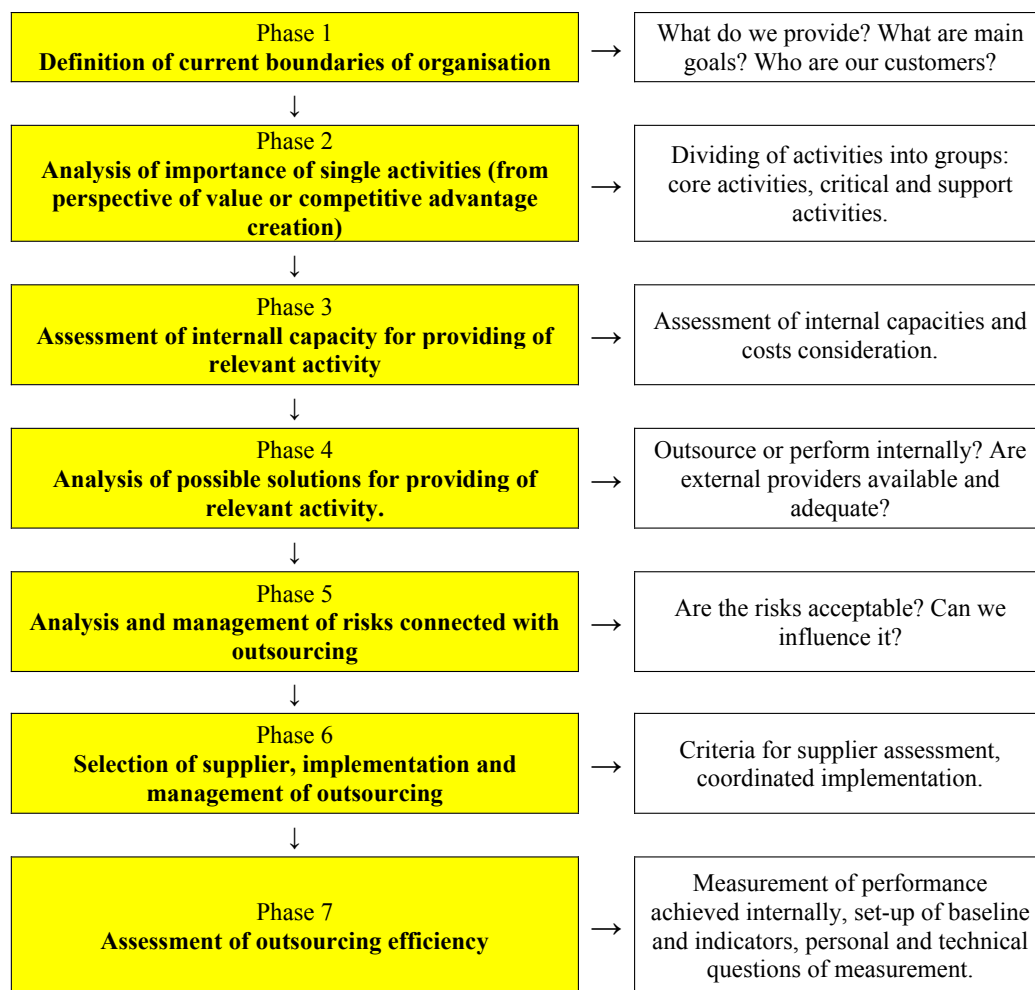 Phase 1
Definition of current boundaries of organisation
→
What do we provide? What are main
goals? Who are our customers?
↓
Phase 2
Analysis of importance of single activities (from
perspective of value or competitive advantage
creation)
→
Dividing of activities into groups:
core activities, critical and support
activities.
↓
Phase 3
Assessment of internall capacity for providing of
relevant activity
→
Assessment of internal capacities and
costs consideration.
↓
Phase 4
Analysis of possible solutions for providing of
relevant activity.
→
Outsource or perform internally? Are
external providers available and
adequate?
↓
Phase 5
Analysis and management of risks connected with
outsourcing
→
Are the risks acceptable? Can we
influence it?
↓
Phase 6
Selection of supplier, implementation and
management of outsourcing
→
Criteria for supplier assessment,
coordinated implementation.
↓
Phase 7
Assessment of outsourcing efficiency
→
Measurement of performance
achieved internally, set-up of baseline
and indicators, personal and technical
questions of measurement.